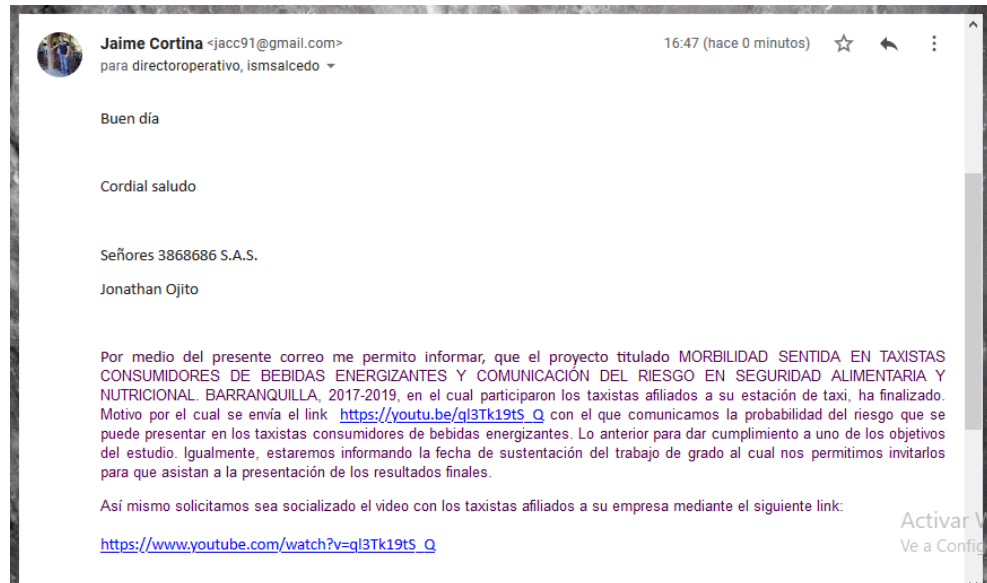 Jaime Cortina <jacc91@gmail.com>
16:47 (hace 0 minutos)
para directoroperativo, ismsalcedo
Buen día
Cordial saludo
Señores 3868686 S.A.S.
Jonathan Ojito
Por medio del presente correo me permito informar, que el proyecto titulado MORBILIDAD SENTIDA EN TAXISTAS
CONSUMIDORES DE BEBIDAS ENERGIZANTES Y COMUNICACIÓN DEL RIESGO EN SEGURIDAD ALIMENTARIA Y
NUTRICIONAL. BARRANQUILLA, 2017-2019, en el cual participaron los taxistas afiliados a su estación de taxi, ha finalizado.
Motivo por el cual se envía el link https://youtu.be/ql3Tk19tS_Q con el que comunicamos la probabilidad del riesgo que se
puede presentar en los taxistas consumidores de bebidas energizantes. Lo anterior para dar cumplimiento a uno de los objetivos
del estudio. Igualmente, estaremos informando la fecha de sustentación del trabajo de grado al cual nos permitimos invitarlos
para que asistan a la presentación de los resultados finales.
Así mismo solicitamos sea socializado el video con los taxistas afiliados a su empresa mediante el siguiente link:
https://www.youtube.com/watch?v=ql3Tk19tS_Q
Activar
Ve a Config